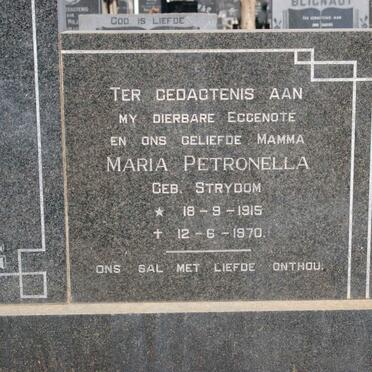 GOD IS LIEFDE
BLIGNAUT
TER GEDAGTENIS AAN
MY DIERBARE EGGENOTE
EN ONS GELIEFDE MAMMA
MARIA PETRONELLA
GEB. STRYDOM
★ 18-9-1915
✝ 12-6-1970.
ONS SAL MET LIEFDE ONTHOU.